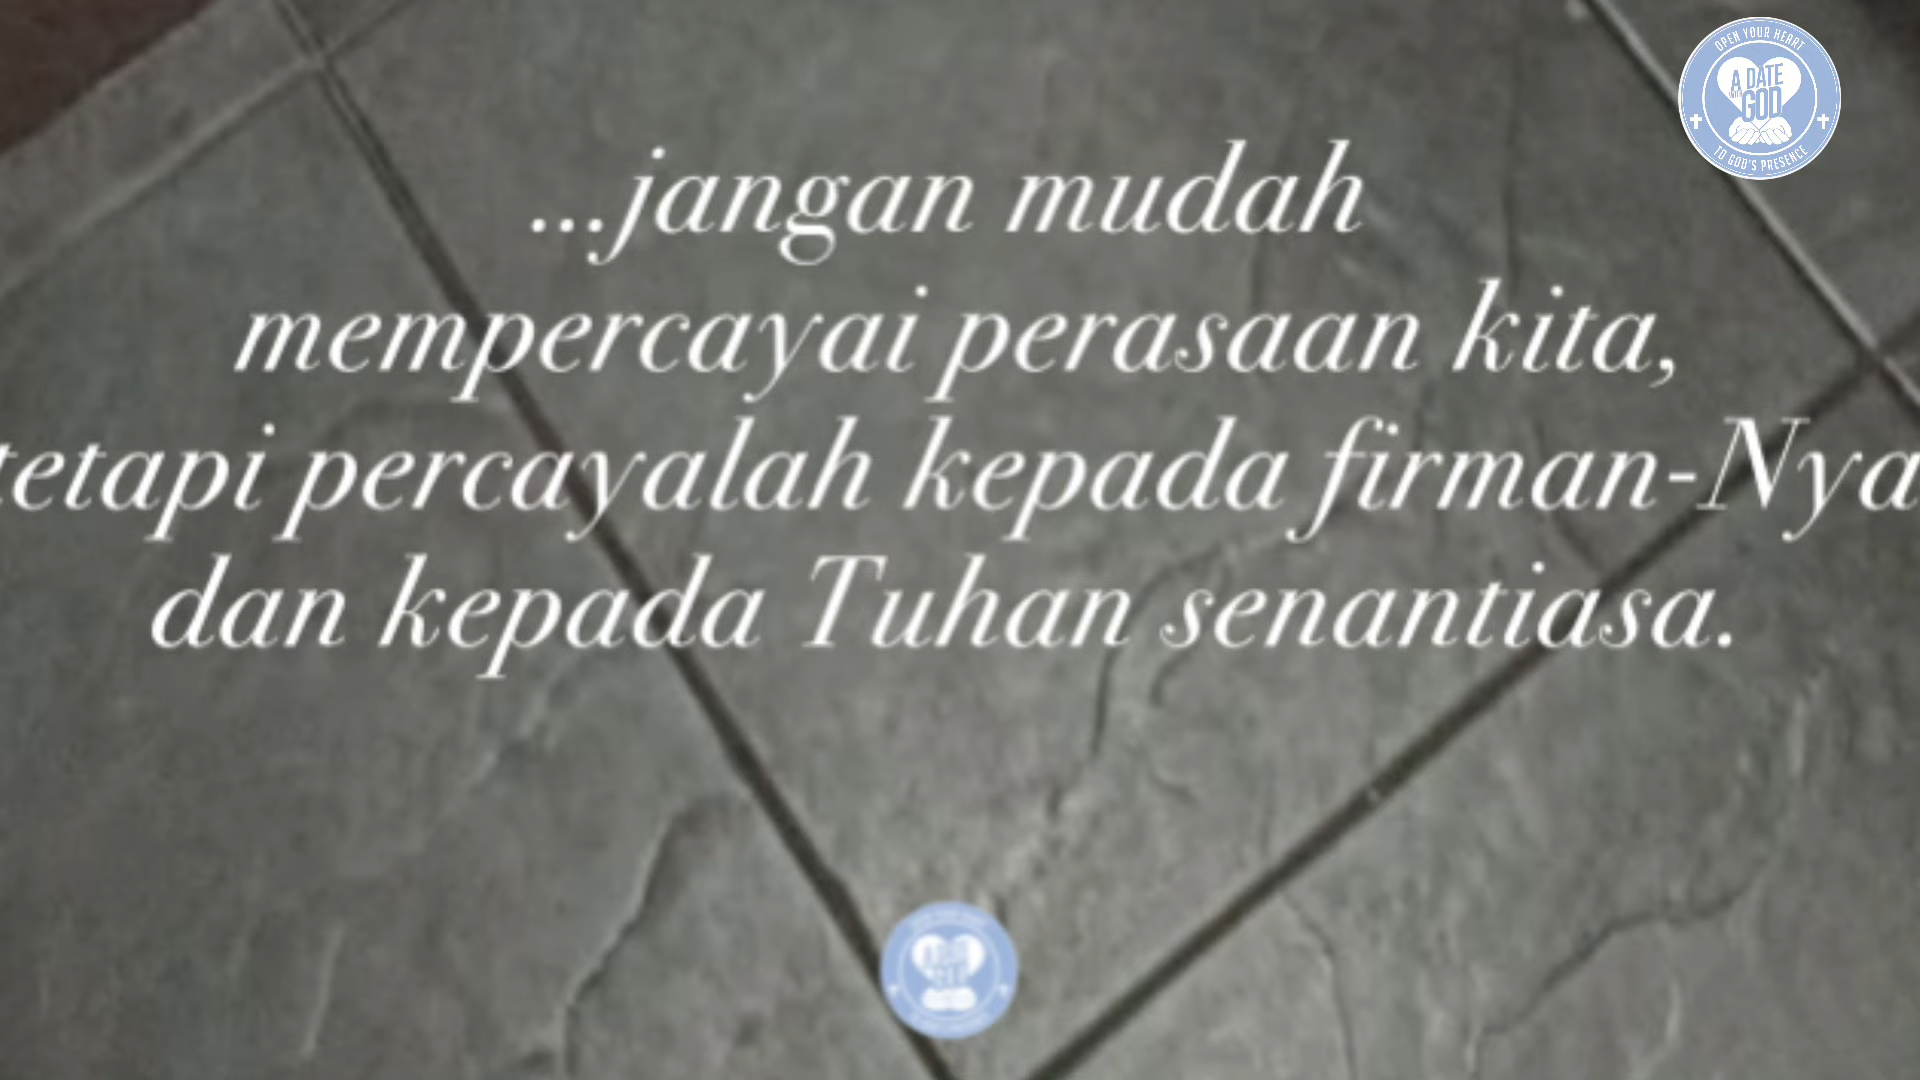 OPEN YOUR HEART
A DATE
WITH
GOD
TO GOD'S PRESENCE
...jangan mudah
mempercayai perasaan kita,
tetapi percayalah kepada firman-Nya
dan kepada Tuhan senantiasa.